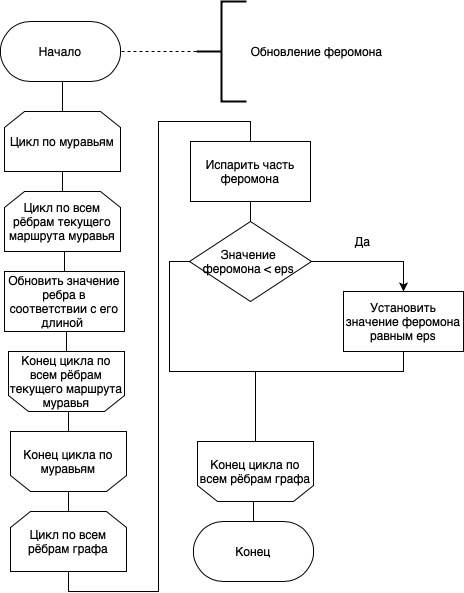 Начало
Обновление феромона
Цикл по муравьям
Цикл по всем
рёбрам текущего
маршрута муравья
Обновить значение
ребра в
соответствии с его
длиной
Конец цикла по
всем рёбрам
текущего маршрута
муравья
Конец цикла по
муравьям
Цикл по всем
рёбрам графа
Испарить часть
феромона
Значение
феромона < eps
Да
Установить
значение феромона
равным eps
Конец цикла по
всем рёбрам графа
Конец